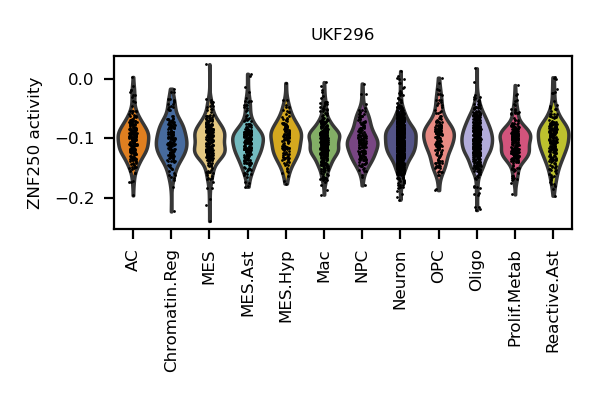 UKF296
ZNF250 activity
0.0
−0.1
−0.2
AC
Chromatin.Reg
MES
MES.Ast
MES.Hyp
Mac
NPC
Neuron
OPC
Oligo
Prolif.Metab
Reactive.Ast